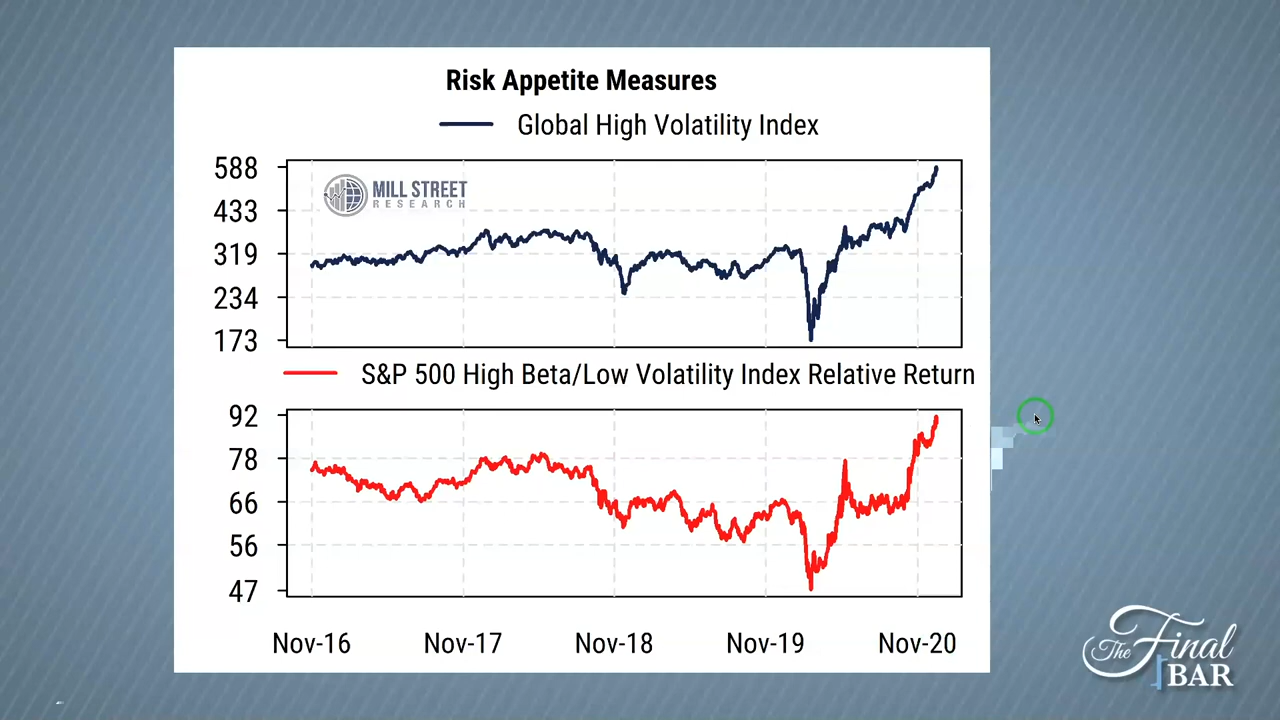 Risk Appetite Measures
Global High Volatility Index
588
433
319
234
173
MILL STREET
RESEARCH
S&P 500 High Beta/Low Volatility Index Relative Return
92
78
66
56
47
Nov-16 Nov-17 Nov-18 Nov-19 Nov-20
The Final
BAR